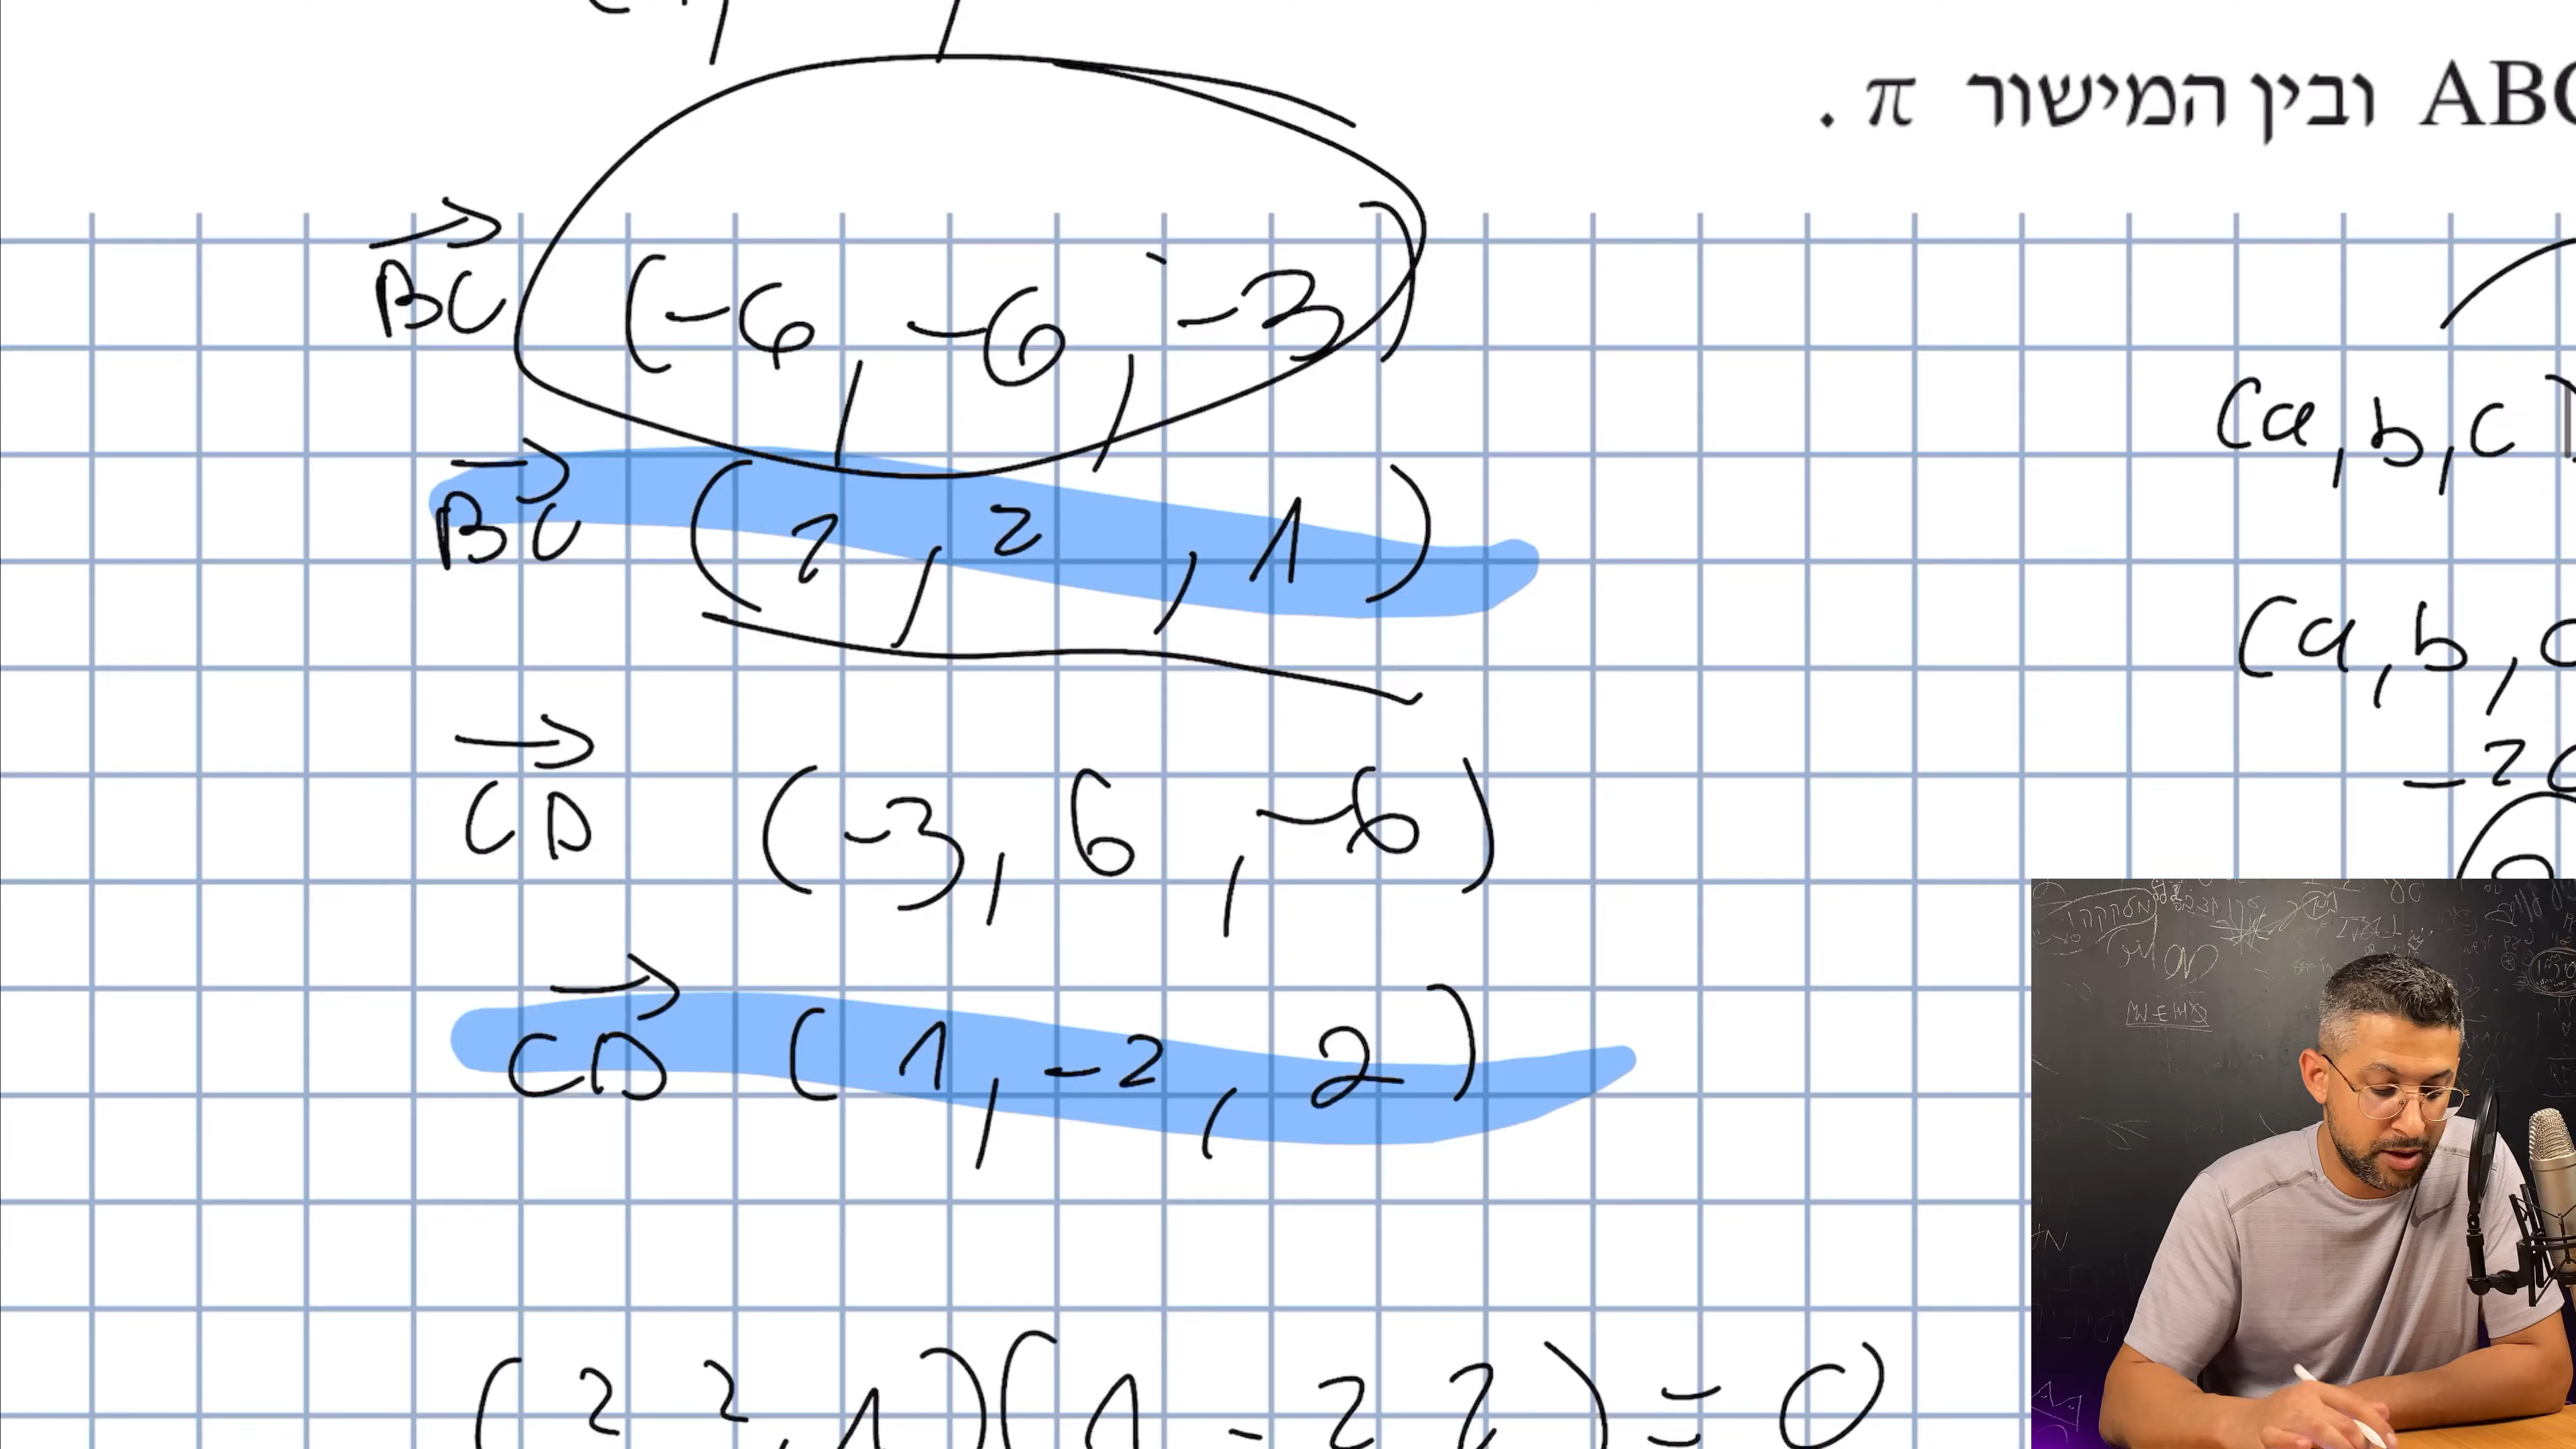 ABC ובין המישור π .
BC (-6, -6, -3)
BC (2, 2, 1)
(a, b, c)
CD (-3, 6, -6)
(a, b,
-2
CD (1, -2, 2)
(2 2, 1)(1 -2 2) = 0